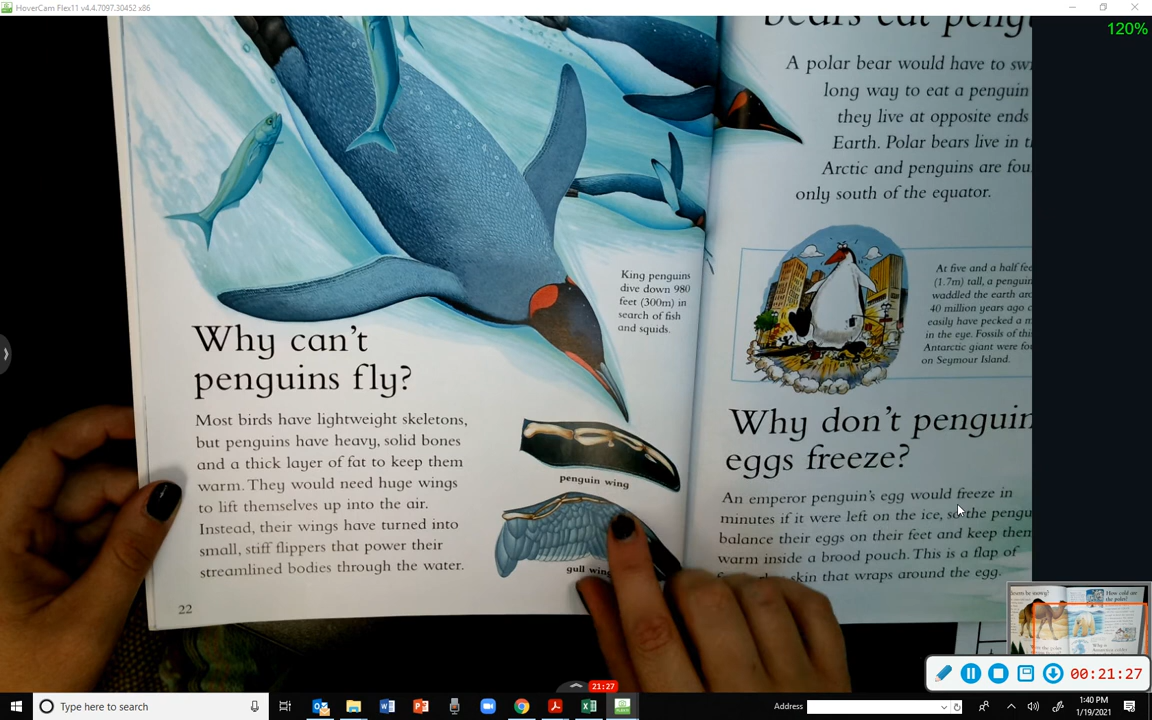 HoverCam Flex11 v4.4.7097.30452 x86
120%
bears eat
A polar bear would have to
long way to eat a penguin
they live at opposite ends
Earth. Polar bears live in
Arctic and penguins are
only south of the equator.
King penguins
dive down 980
feet (300m) in
search of fish
and squids.
At five and a half
(1.7m) tall, a penguin
waddled the earth
40 million years ago
easily have pecked a
in the eye. Fossils of
Antarctic giant were
on Seymour Island.
Why can't
penguins fly?
Most birds have lightweight skeletons,
but penguins have heavy, solid bones
and a thick layer of fat to keep them
warm. They would need huge wings
to lift themselves up into the air.
Instead, their wings have turned into
small, stiff flippers that power their
streamlined bodies through the water.
penguin wing
gull wing
22
Why don't
eggs freeze?
An emperor penguin's egg would freeze in
minutes if it were left on the ice, so the
balance their eggs on their feet and keep them
warm inside a brood pouch. This is a flap of
skin that wraps around the egg.
How cold are
the poles?
00:21:27
21:27
Type here to search
Address
1:40 PM
1/19/2021